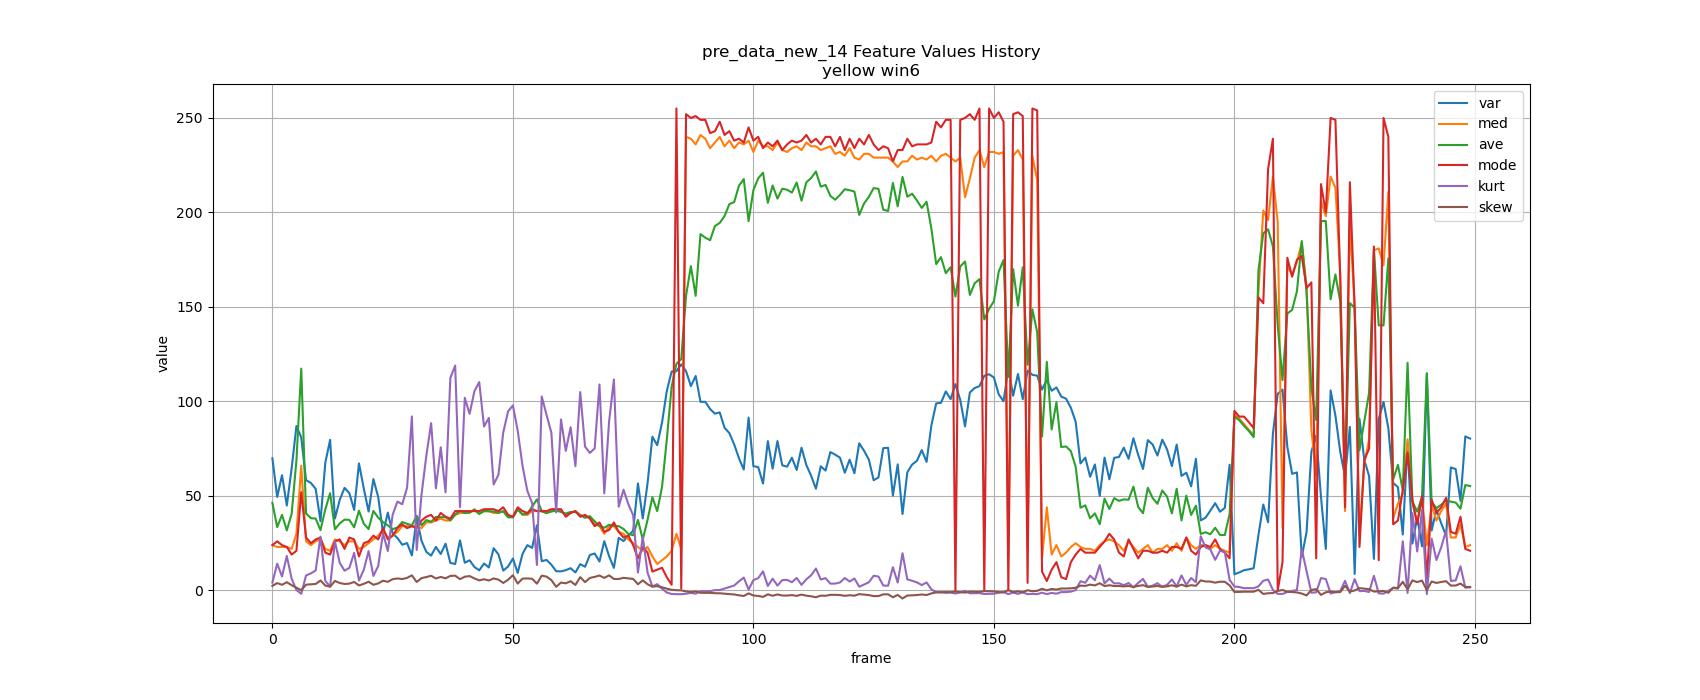 pre_data_new_14 Feature Values History
yellow win6
value
250
200
150
100
50
0
0 50 100 150 200 250
frame
var
med
ave
mode
kurt
skew